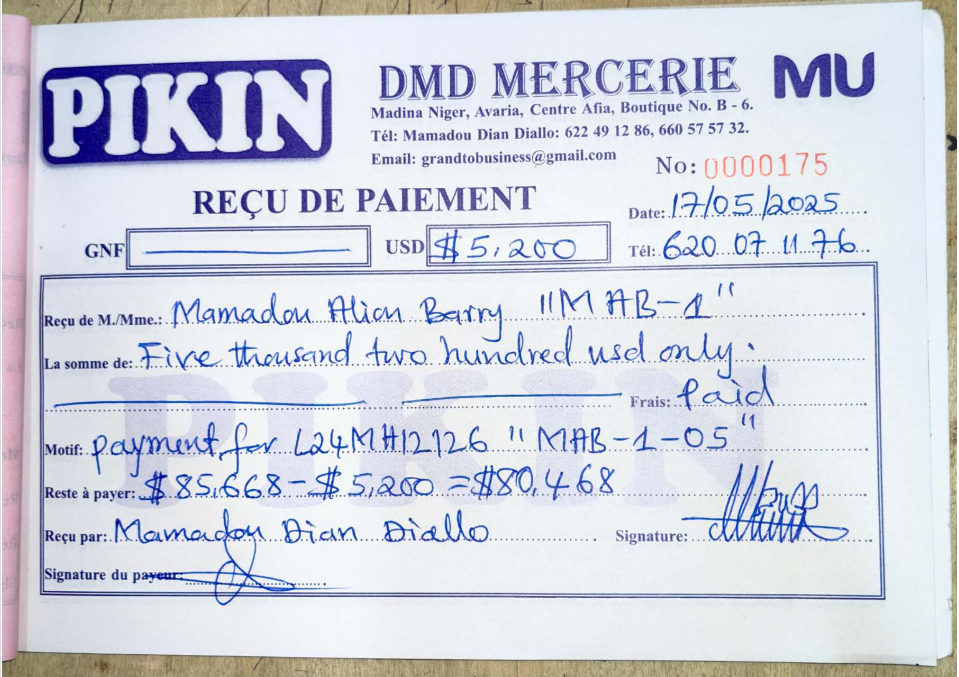 PIKIN
DMD MERCERIE MU
Madina Niger, Avaria, Centre Afia, Boutique No. B - 6.
Tél: Mamadou Dian Diallo: 622 49 12 86, 660 57 57 32.
Email: grandtobusiness@gmail.com
No: 0000175
REÇU DE PAIEMENT
Date: 17/05/2025
GNF USD $5,200 Tél: 620 07 11 76
Reçu de M./Mme.: Mamadou Alion Barry "MAB-1"
La somme de: Five thousand two hundred usd only.
Frais: Paid
Motif: payment for L24MH12126 "MAB-1-05"
Reste à payer: $85,668-$5,200=$80,468
Reçu par: Mamadou Dian Diallo Signature:
Signature du payeur:
PIKIN